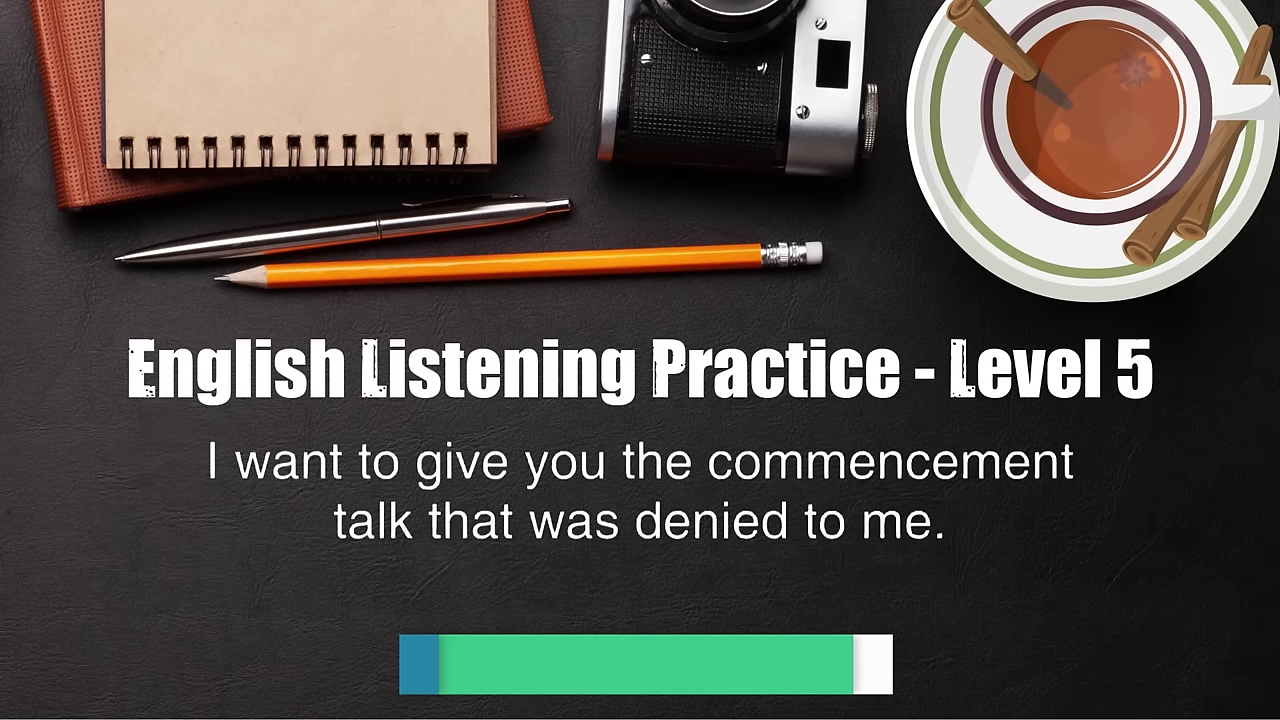 English Listening Practice - Level 5
I want to give you the commencement
talk that was denied to me.